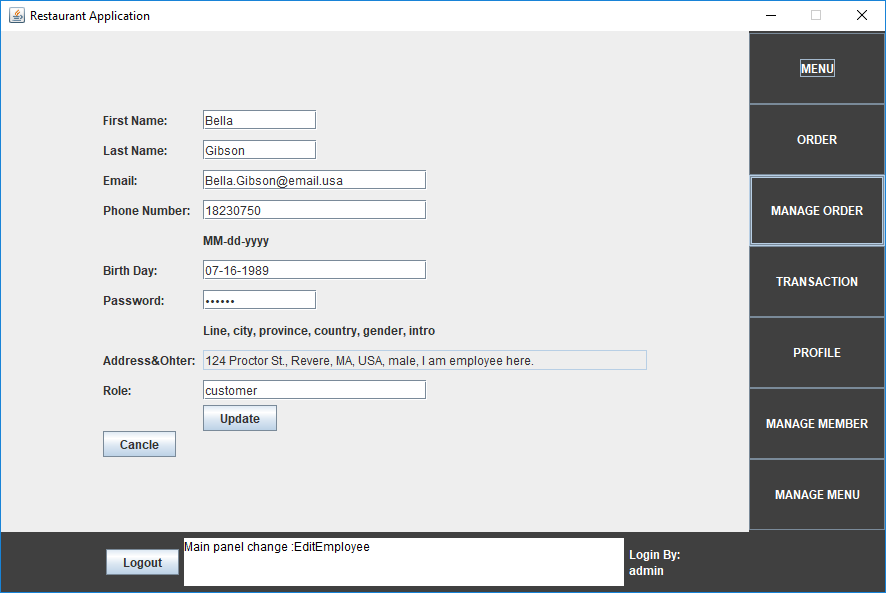 Restaurant Application
MENU
First Name: Bella
ORDER
Last Name: Gibson
Email: Bella.Gibson@email.usa
Phone Number: 18230750
MANAGE ORDER
MM-dd-yyyy
Birth Day: 07-16-1989
TRANSACTION
Password: ••••••
Line, city, province, country, gender, intro
Address&Ohter: 124 Proctor St., Revere, MA, USA, male, I am employee here.
PROFILE
Role: customer
Update
MANAGE MEMBER
Cancle
MANAGE MENU
Main panel change :EditEmployee
Logout
Login By:
admin